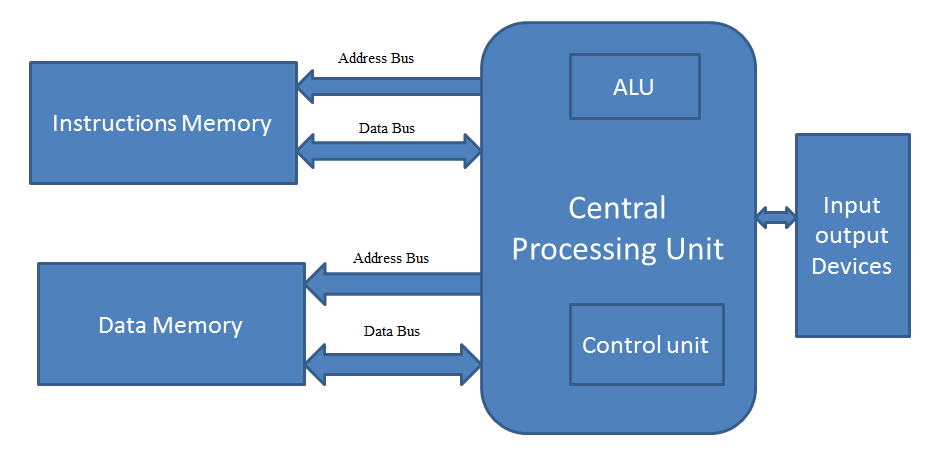 Address Bus
Instructions Memory
Data Bus
ALU
Central
Processing Unit
Input
output
Devices
Address Bus
Data Memory
Data Bus
Control unit